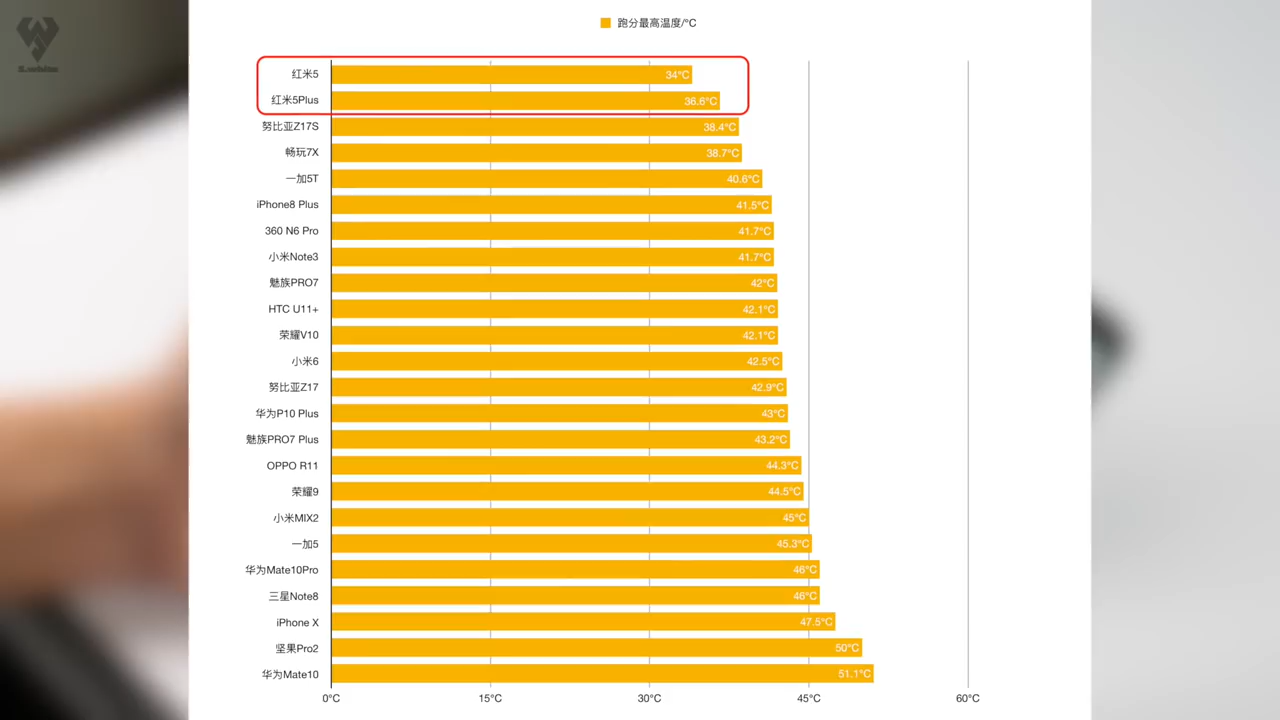 跑分最高温度/°C
红米5 34°C
红米5Plus 36.6°C
努比亚Z17S 38.4°C
畅玩7X 38.7°C
一加5T 40.6°C
iPhone8 Plus 41.5°C
360 N6 Pro 41.7°C
小米Note3 41.7°C
魅族PRO7 42°C
HTC U11+ 42.1°C
荣耀V10 42.1°C
小米6 42.5°C
努比亚Z17 42.9°C
华为P10 Plus 43°C
魅族PRO7 Plus 43.2°C
OPPO R11 44.3°C
荣耀9 44.5°C
小米MIX2 45°C
一加5 45.3°C
华为Mate10Pro 46°C
三星Note8 46°C
iPhone X 47.5°C
坚果Pro2 50°C
华为Mate10 51.1°C
0°C 15°C 30°C 45°C 60°C